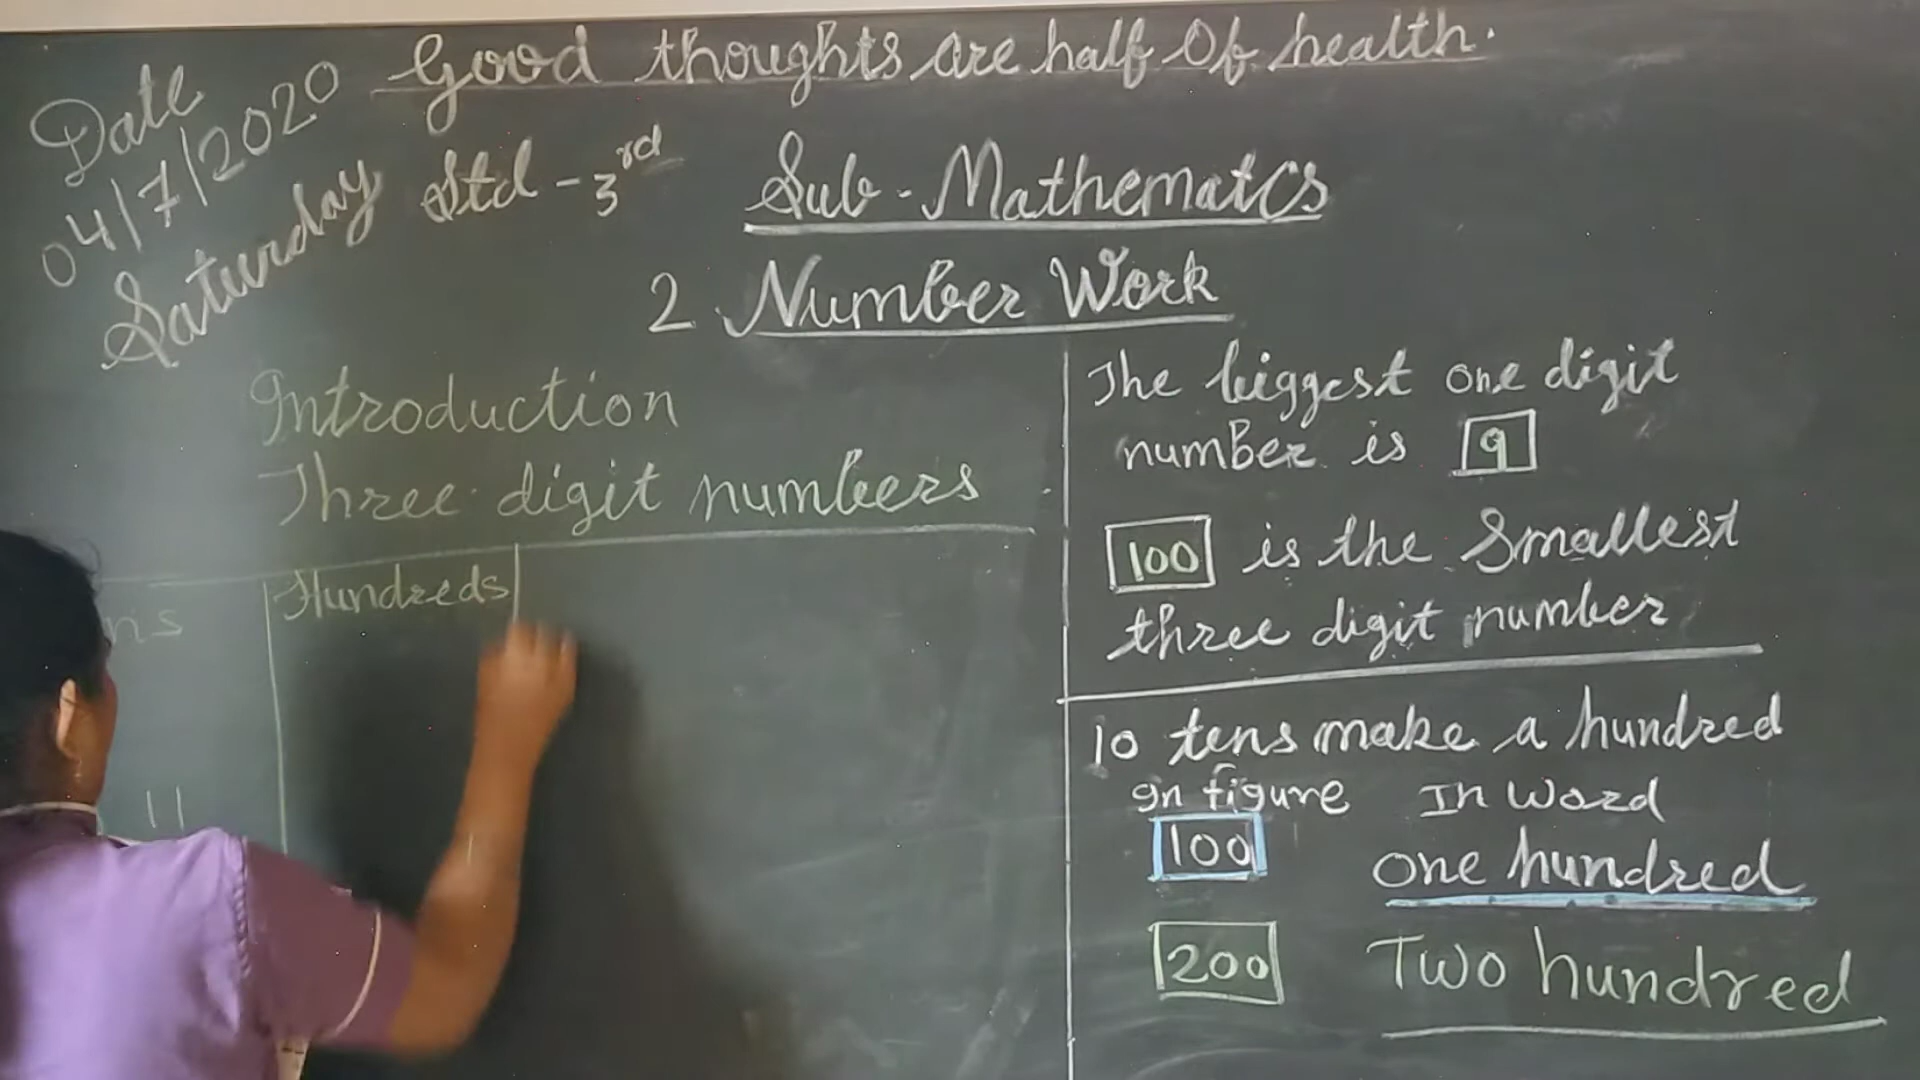 Good thoughts are half Of health.
Date
04/7/2020
Saturday
Std - 3rd
Sub - Mathematcs
2 Number Work
Introduction
Three digit numbers
Hundreds
11
The biggest one digit
number is 9
100 is the Smallest
three digit number
10 tens make a hundred
In figure In Word
100 one hundred
200 Two hundred